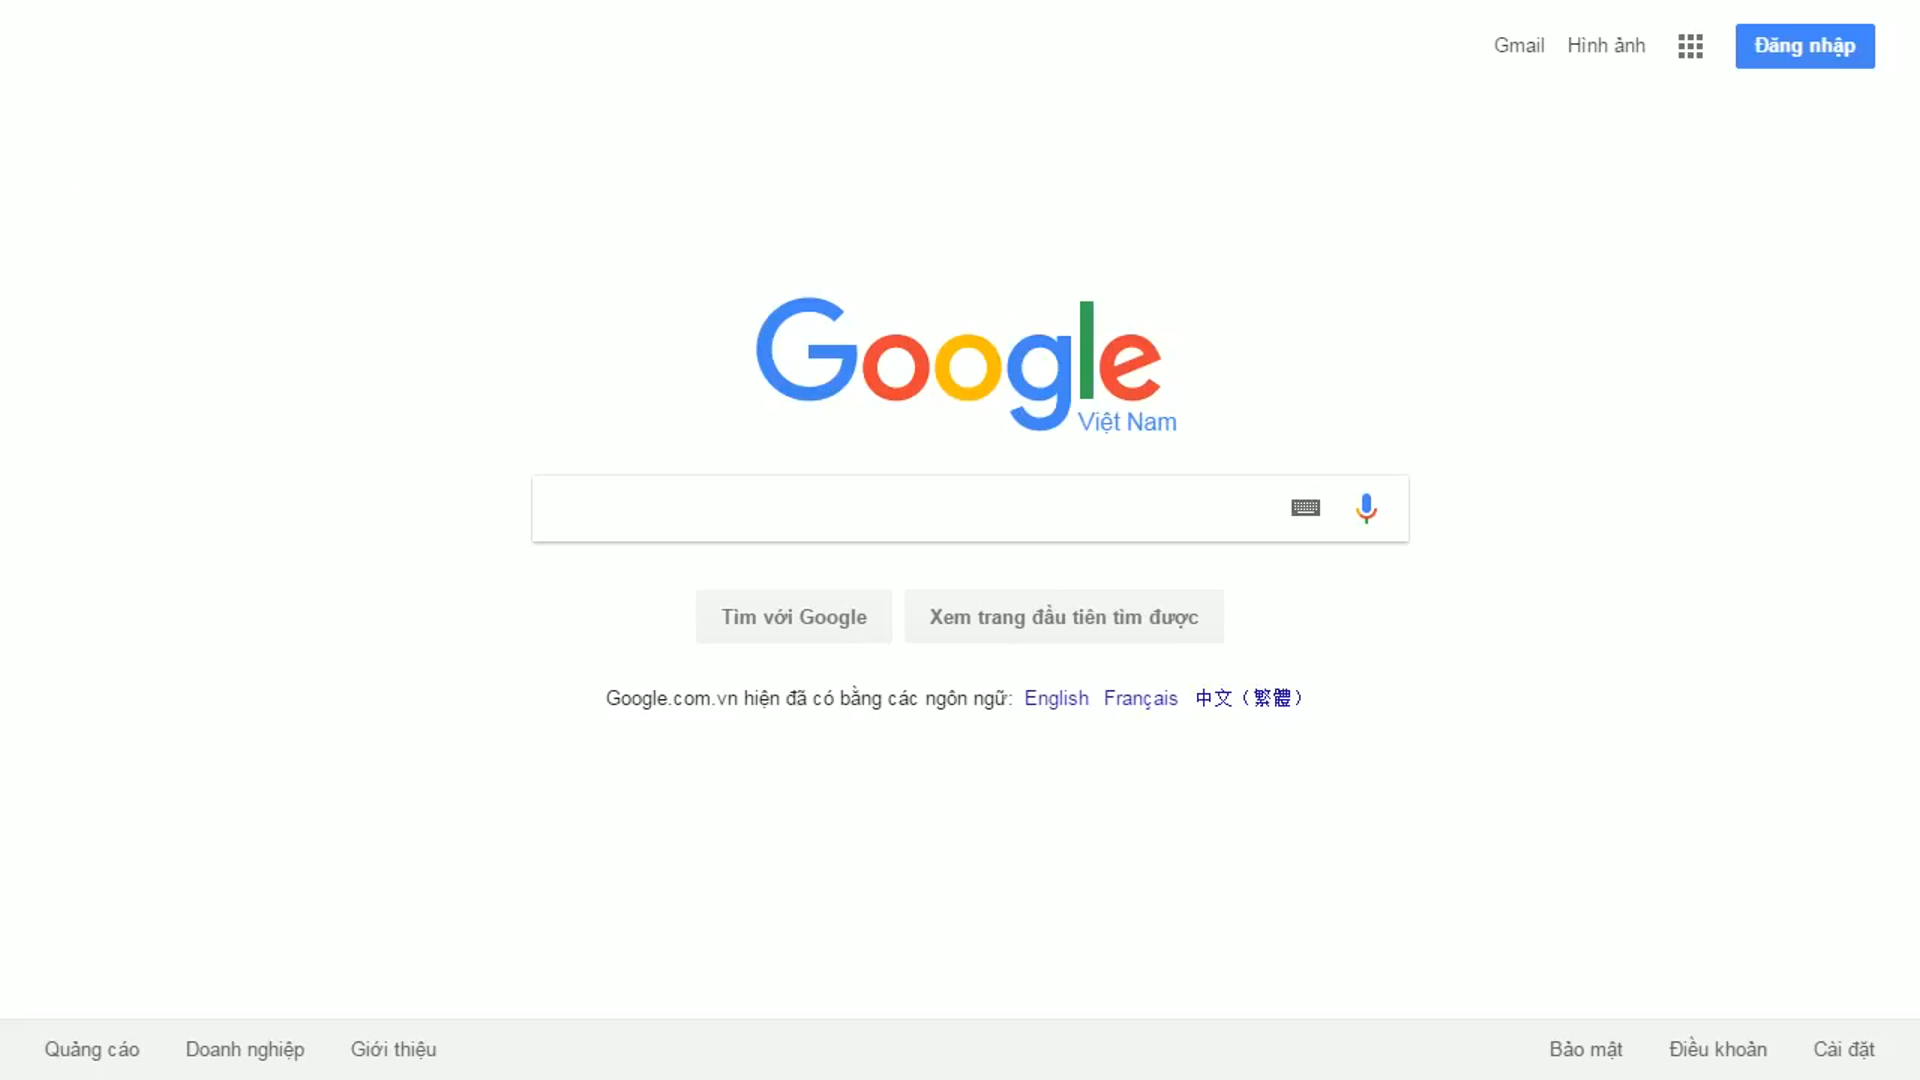 Gmail Hình ảnh Đăng nhập
Google
Việt Nam
Tìm với Google Xem trang đầu tiên tìm được
Google.com.vn hiện đã có bằng các ngôn ngữ: English Français 中文（繁體）
Quảng cáo Doanh nghiệp Giới thiệu Bảo mật Điều khoản Cài đặt